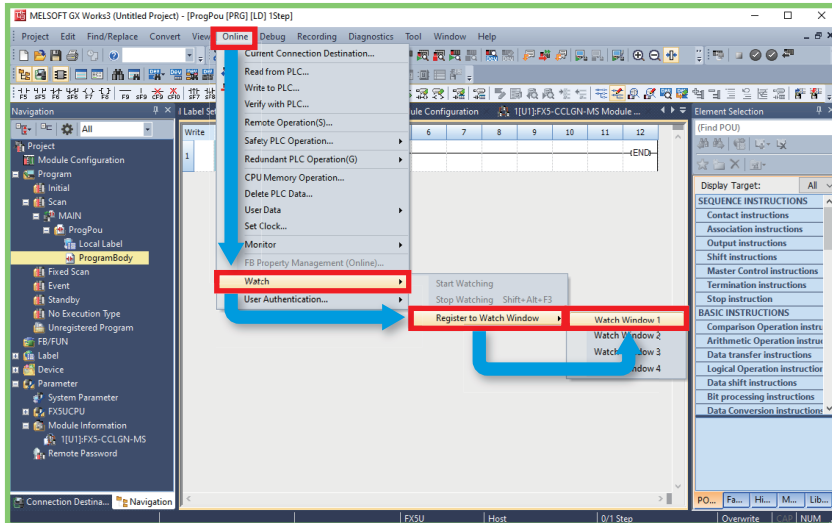 MELSOFT GX Works3 (Untitled Project) - [ProgPou [PRG] [LD] 1Step]
Project Edit Find/Replace Convert View Online Debug Recording Diagnostics Tool Window Help
Current Connection Destination...
Read from PLC...
Write to PLC...
Verify with PLC...
Remote Operation(S)...
Safety PLC Operation...
Redundant PLC Operation(G)
CPU Memory Operation...
Delete PLC Data...
User Data
Set Clock...
Monitor
FB Property Management (Online)...
Watch
User Authentication...
Start Watching
Stop Watching Shift+Alt+F3
Register to Watch Window
Watch Window 1
Watch Window 2
Watch Window 3
Window 4
Navigation
All
Project
Module Configuration
Program
Initial
Scan
MAIN
ProgPou
Local Label
ProgramBody
Fixed Scan
Event
Standby
No Execution Type
Unregistered Program
FB/FUN
Label
Device
Parameter
System Parameter
FX5UCPU
Module Information
1[U1]:FX5-CCLGN-MS
Remote Password
Connection Destina... Navigation
l Label Set
ule Configuration
1[U1]:FX5-CCLGN-MS Module ...
Write
6 7 8 9 10 11 12
1
(END)
Element Selection
(Find POU)
Display Target: All
SEQUENCE INSTRUCTIONS
Contact instructions
Association instructions
Output instructions
Shift instructions
Master Control instructions
Termination instructions
Stop instruction
BASIC INSTRUCTIONS
Comparison Operation instru
Arithmetic Operation instruc
Data transfer instructions
Logical Operation instruction
Data shift instructions
Bit processing instructions
Data Conversion instructions
PO... Fa... Hi... M... Lib...
FX5U Host 0/1 Step Overwrite CAP NUM